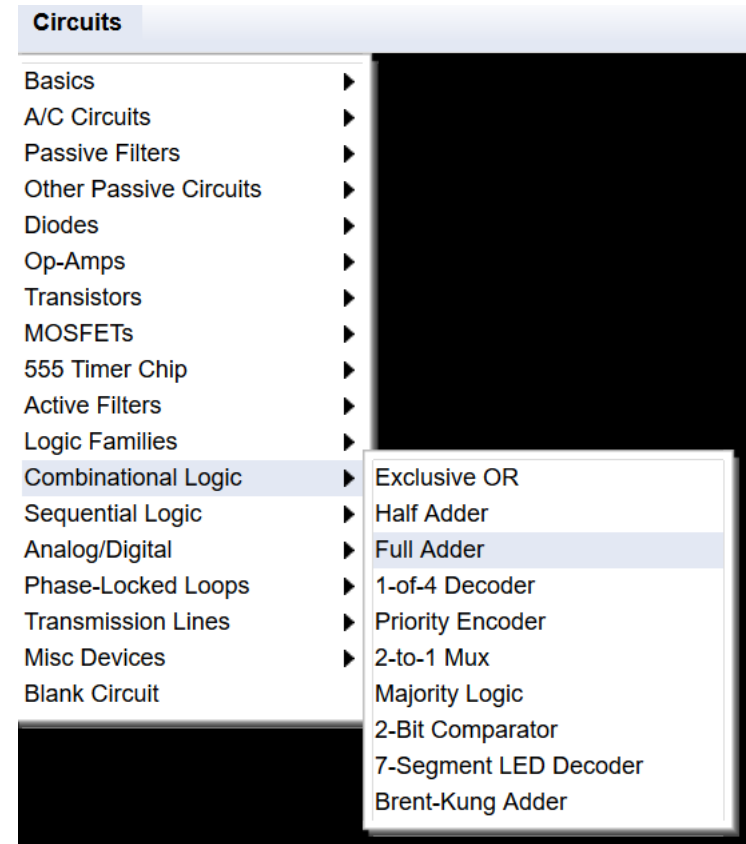 Circuits
Basics
A/C Circuits
Passive Filters
Other Passive Circuits
Diodes
Op-Amps
Transistors
MOSFETs
555 Timer Chip
Active Filters
Logic Families
Combinational Logic
Sequential Logic
Analog/Digital
Phase-Locked Loops
Transmission Lines
Misc Devices
Blank Circuit
Exclusive OR
Half Adder
Full Adder
1-of-4 Decoder
Priority Encoder
2-to-1 Mux
Majority Logic
2-Bit Comparator
7-Segment LED Decoder
Brent-Kung Adder